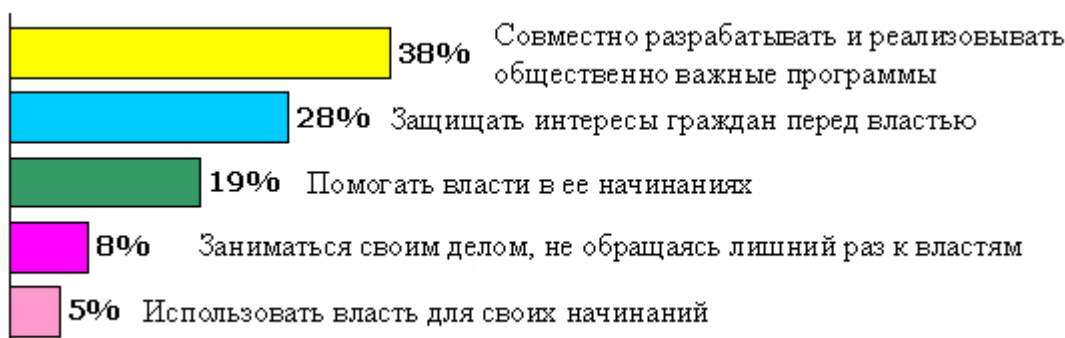 38% Совместно разрабатывать и реализовывать
общественно важные программы
28% Защищать интересы граждан перед властью
19% Помогать власти в ее начинаниях
8% Заниматься своим делом, не обращаясь лишний раз к властям
5% Использовать власть для своих начинаний